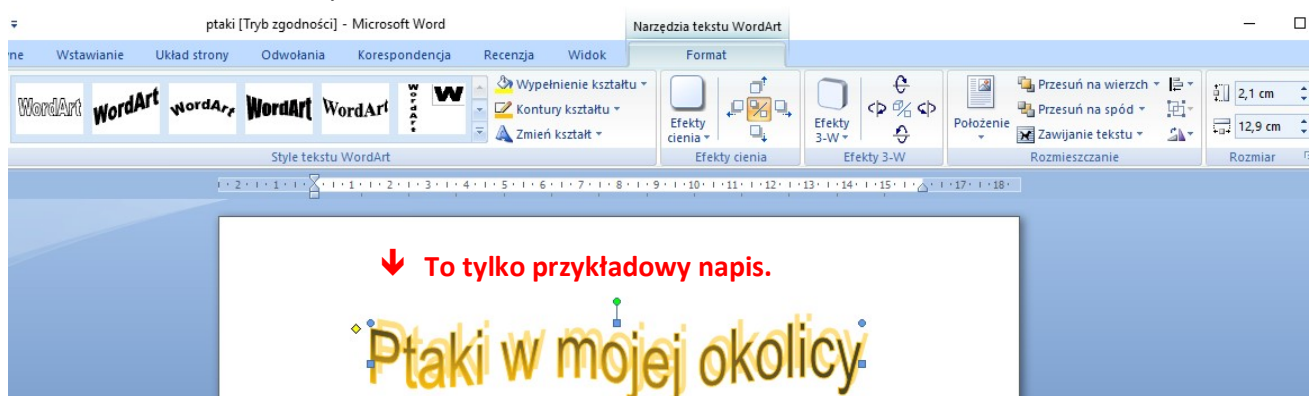 ptaki [Tryb zgodności] - Microsoft Word
Narzędzia tekstu WordArt
ne Wstawianie Układ strony Odwołania Korespondencja Recenzja Widok Format
WordArt WordArt WordArt WordArt WordArt WordArt W
Wypełnienie kształtu
Kontury kształtu
Zmień kształt
Efekty cienia
Efekty 3-W
Położenie
Przesuń na wierzch
Przesuń na spód
Zawijanie tekstu
2,1 cm
12,9 cm
Style tekstu WordArt Efekty cienia Efekty 3-W Rozmieszczanie Rozmiar
2 1 1 2 3 4 5 6 7 8 9 10 11 12 13 14 15 17 18
To tylko przykładowy napis.
Ptaki w mojej okolicy